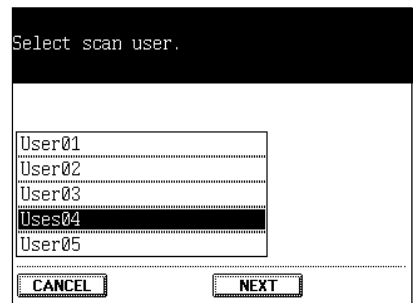 Select scan user.
User01
User02
User03
Uses04
User05
CANCEL NEXT